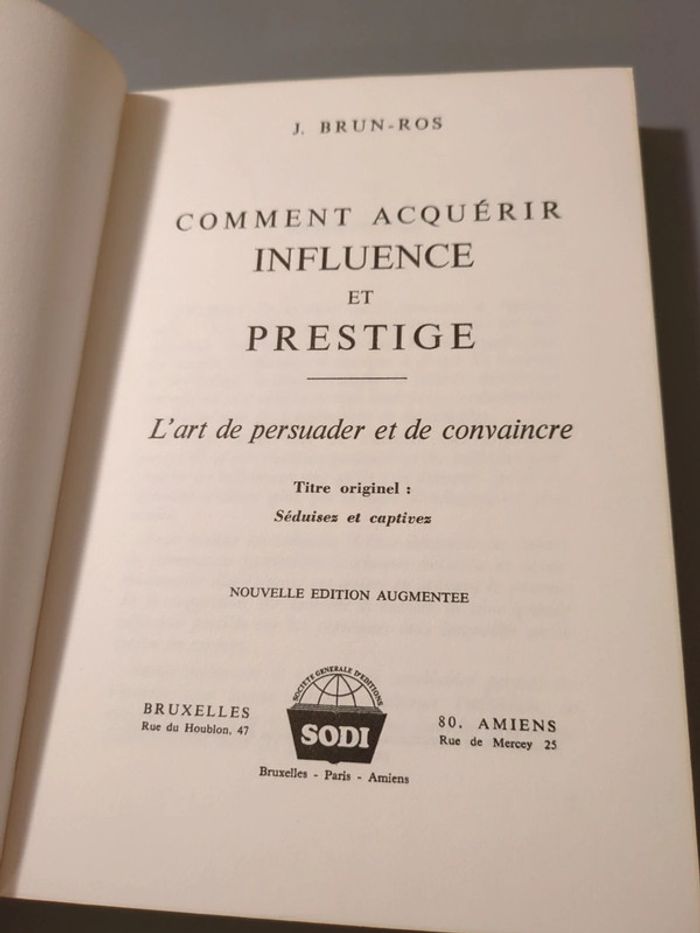 J. BRUN-ROS
COMMENT ACQUÉRIR
INFLUENCE
ET
PRESTIGE
L'art de persuader et de convaincre
Titre originel :
Séduisez et captivez
NOUVELLE EDITION AUGMENTEE
SOCIETE GENERALE D'EDITIONS
SODI
BRUXELLES
Rue du Houblon, 47
80. AMIENS
Rue de Mercey 25
Bruxelles - Paris - Amiens